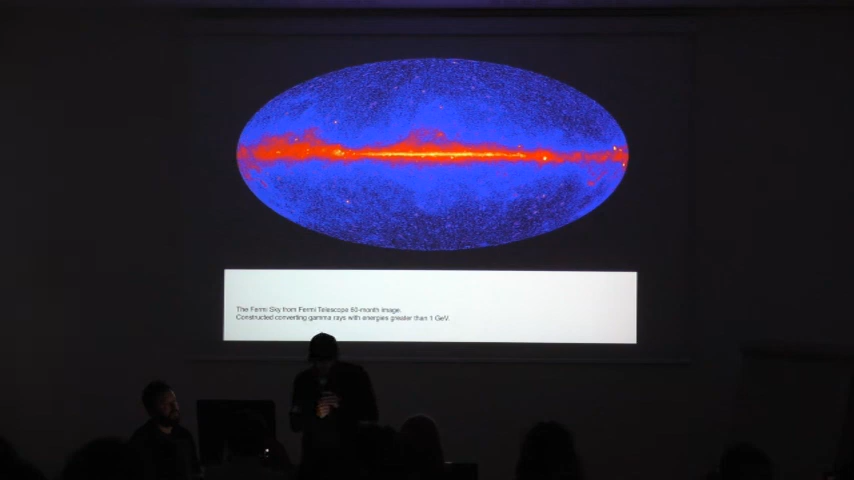 The Fermi Sky from Fermi Telescope 60-month image.
Constructed converting gamma rays with energies greater than 1 GeV.